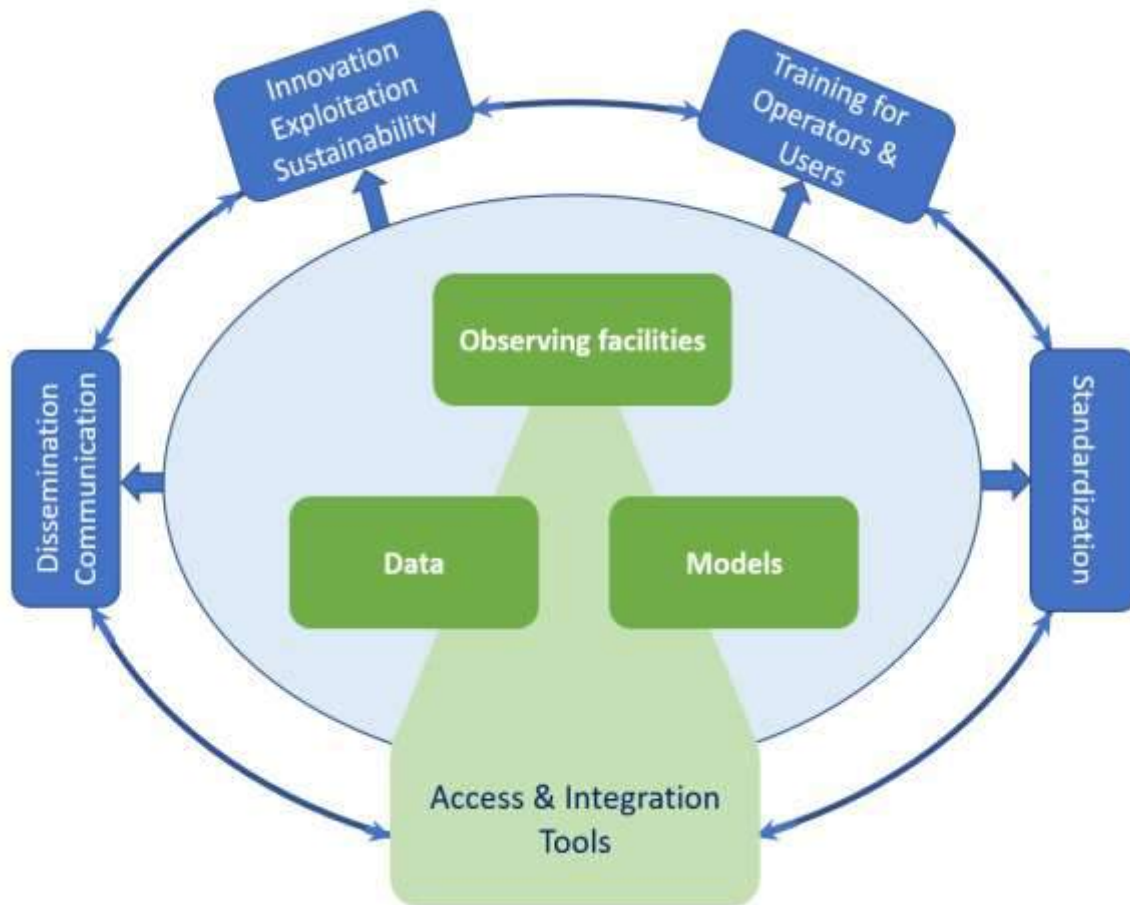 Innovation
Exploitation
Sustainability
Training for
Operators &
Users
Observing facilities
Dissemination
Communication
Data
Models
Standardization
Access & Integration
Tools